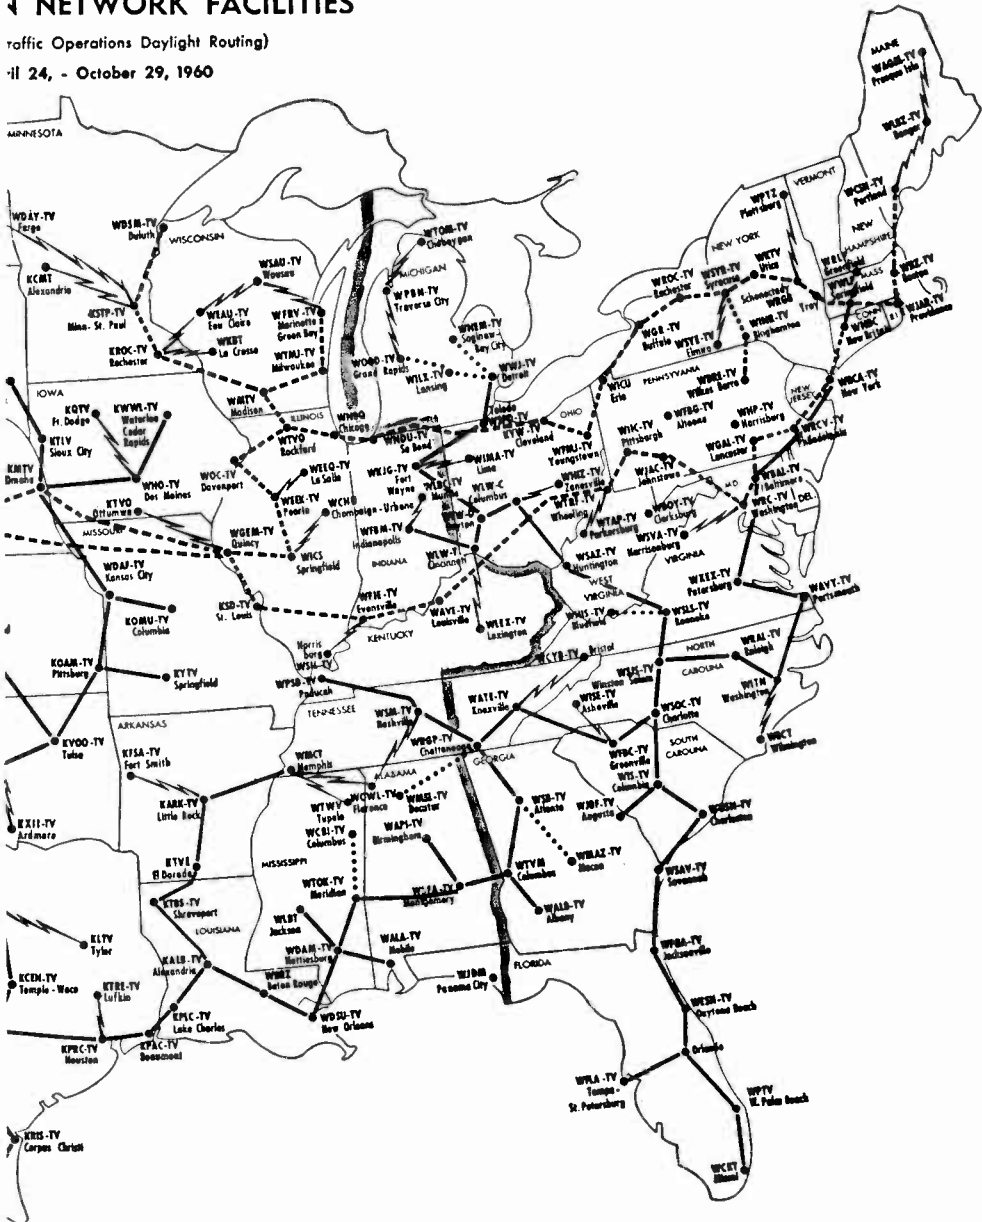 NETWORK FACILITIES
Traffic Operations Daylight Routing)
24, - October 29, 1960
MINNESOTA
MAINE
WAGM-TV
Presque Isle
WLBZ-TV
Bangor
VERMONT
WPTZ
Plattsburg
WCSH-TV
Portland
NEW
HAMPSHIRE
WDAY-TV
Fargo
WDSM-TV
Duluth
WISCONSIN
KCMT
Alexandria
WSAU-TV
Wausau
WTOM-TV
Cheboygan
MICHIGAN
WPBN-TV
Traverse City
NEW YORK
WKTV
Utica
WROC-TV
Rochester
WSYR-TV
Syracuse
Schenectady
WRGB
Troy
MASS
WBZ-TV
Boston
CONN
R I
WJAR-TV
Providence
WHNB
New Britain
KSTP-TV
Minn. St. Paul
WEAU-TV
Eau Claire
WFRV-TV
Marinette
Green Bay
KROC-TV
Rochester
WKBT
La Crosse
WTMJ-TV
Milwaukee
WNEM-TV
Saginaw-
Bay City
WOOD-TV
Grand Rapids
WILX-TV
Lansing
WWJ-TV
Detroit
WGR-TV
Buffalo
WSYE-TV
Elmira
WINR-TV
Binghamton
IOWA
WMTV
Madison
WICU
Erie
PENNSYLVANIA
WBRE-TV
Wilkes Barre
NEW
JERSEY
WRCA-TV
New York
KQTV
Ft. Dodge
KWWL-TV
Waterloo
Cedar
Rapids
ILLINOIS
WNBQ
Chicago
Toledo
OHIO
KYW-TV
Cleveland
WFBG-TV
Altoona
WHP-TV
Harrisburg
WRCV-TV
Philadelphia
KTIV
Sioux City
WTVO
Rockford
WNDU-TV
So Bend
WFMJ-TV
Youngstown
WIIC-TV
Pittsburgh
WGAL-TV
Lancaster
KMTV
Omaha
WOC-TV
Davenport
WEEQ-TV
La Salle
WKJG-TV
Fort
Wayne
WIMA-TV
Lima
WHIZ-TV
Zanesville
WJAC-TV
Johnstown
WBAL-TV
Baltimore
MD
WHO-TV
Des Moines
KTVO
Ottumwa
WEEK-TV
Peoria
WCHU
Champaign-Urbana
WLW-C
Columbus
WTRF-TV
Wheeling
WBOY-TV
Clarksburg
WRC-TV
Washington
DEL
MISSOURI
WGEM-TV
Quincy
WFBM-TV
Indianapolis
WLW-D
Dayton
WTAP-TV
Parkersburg
WSVA-TV
Harrisonburg
VIRGINIA
WDAF-TV
Kansas City
WICS
Springfield
INDIANA
WLW-T
Cincinnati
WSAZ-TV
Huntington
WEST
VIRGINIA
WXEX-TV
Petersburg
WAVY-TV
Portsmouth
KOMU-TV
Columbia
KSD-TV
St. Louis
WFIE-TV
Evansville
WAVE-TV
Louisville
WLEX-TV
Lexington
WHIS-TV
Bluefield
WSLS-TV
Roanoke
KENTUCKY
Harris
burg
WCYB-TV
Bristol
NORTH
CAROLINA
WRAL-TV
Raleigh
KOAM-TV
Pittsburg
KYTV
Springfield
WPSD-TV
Paducah
WSJS-TV
Winston Salem
WITN
Washington
ARKANSAS
TENNESSEE
WSM-TV
Nashville
WATE-TV
Knoxville
WISE-TV
Asheville
WSOC-TV
Charlotte
WECT
Wilmington
KVOO-TV
Tulsa
KFSA-TV
Fort Smith
WMCT
Memphis
WRGP-TV
Chattanooga
GEORGIA
WFBC-TV
Greenville
SOUTH
CAROLINA
WIS-TV
Columbia
ALABAMA
WOWL-TV
Florence
WMSL-TV
Decatur
KARK-TV
Little Rock
WTWV
Tupelo
WSB-TV
Atlanta
WJBF-TV
Augusta
Charleston
KXII-TV
Ardmore
WCBI-TV
Columbus
WAPI-TV
Birmingham
KTVE
El Dorado
MISSISSIPPI
WTOK-TV
Meridian
WSFA-TV
Montgomery
WTVM
Columbus
WMAZ-TV
Macon
WSAV-TV
Savannah
KTBS-TV
Shreveport
WLBT
Jackson
WALB-TV
Albany
LOUISIANA
KLTV
Tyler
KALB-TV
Alexandria
WDAM-TV
Hattiesburg
WALA-TV
Mobile
KCEN-TV
Temple - Waco
KTRE-TV
Lufkin
WBRZ
Baton Rouge
WJDM
Panama City
FLORIDA
Jacksonville
KPLC-TV
Lake Charles
WDSU-TV
New Orleans
WESH-TV
Daytona Beach
KPRC-TV
Houston
KPAC-TV
Beaumont
Orlando
WFLA-TV
Tampa-
St. Petersburg
WPTV
W. Palm Beach
KRIS-TV
Corpus Christi
WCKT
Miami